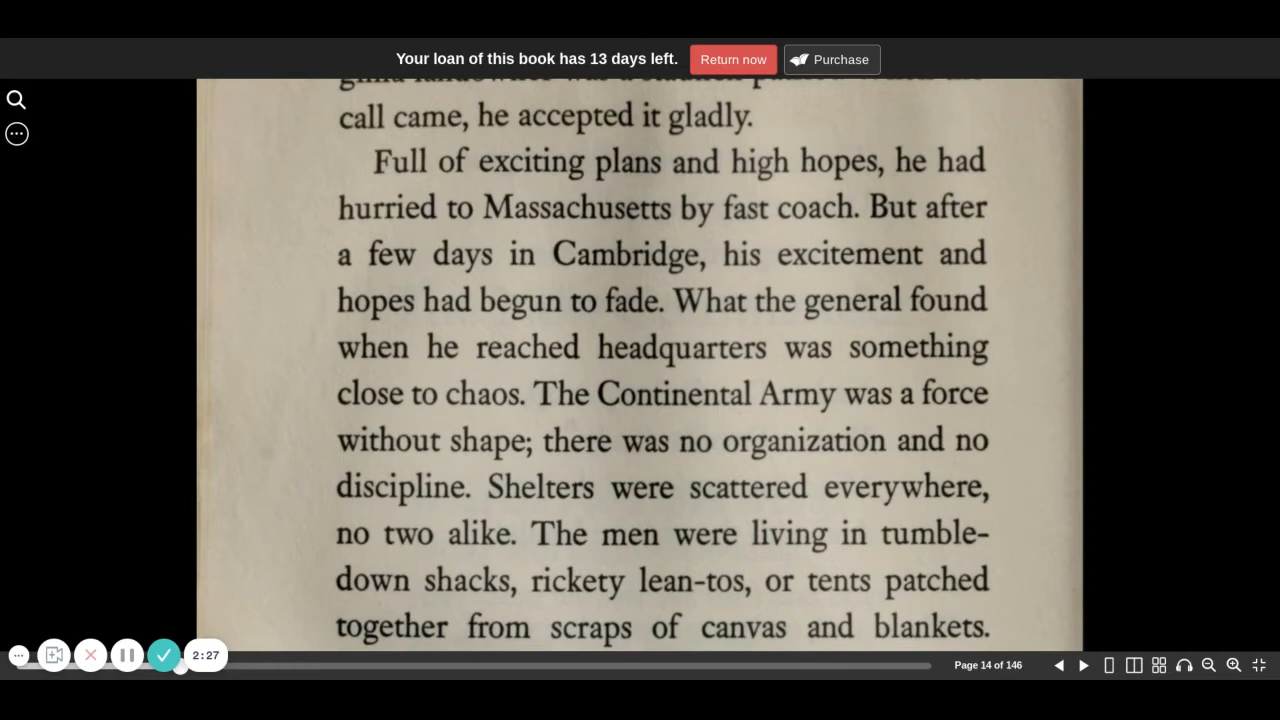 Your loan of this book has 13 days left. Return now Purchase
call came, he accepted it gladly.
Full of exciting plans and high hopes, he had
hurried to Massachusetts by fast coach. But after
a few days in Cambridge, his excitement and
hopes had begun to fade. What the general found
when he reached headquarters was something
close to chaos. The Continental Army was a force
without shape; there was no organization and no
discipline. Shelters were scattered everywhere,
no two alike. The men were living in tumble-
down shacks, rickety lean-tos, or tents patched
together from scraps of canvas and blankets.
2:27
Page 14 of 146